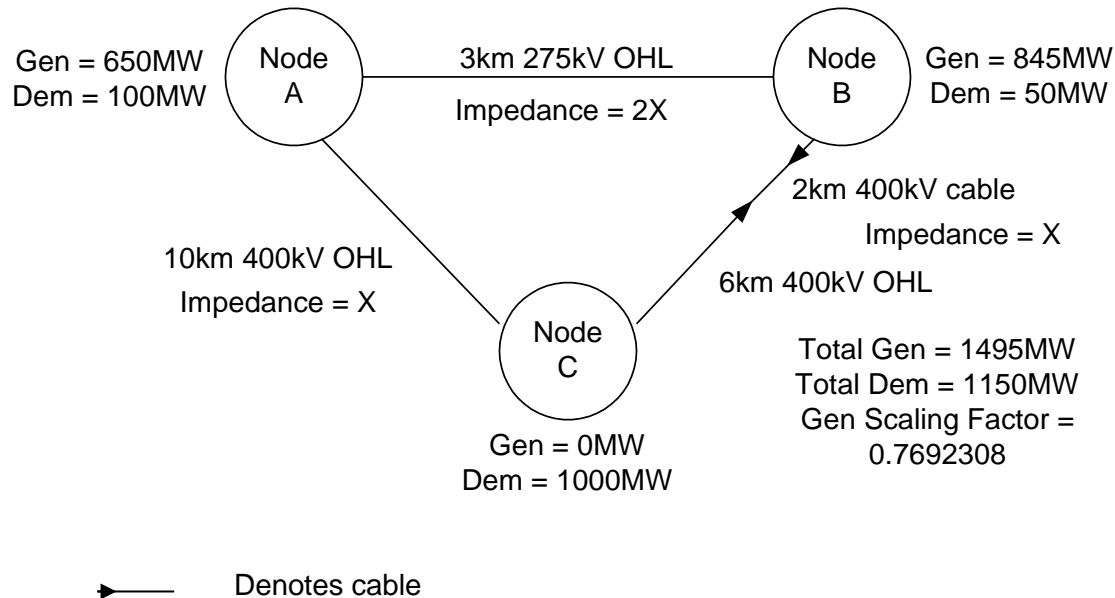 Gen = 650MW
Dem = 100MW
Node
A
3km 275kV OHL
Impedance = 2X
Node
B
Gen = 845MW
Dem = 50MW
2km 400kV cable
Impedance = X
10km 400kV OHL
Impedance = X
6km 400kV OHL
Node
C
Gen = 0MW
Dem = 1000MW
Total Gen = 1495MW
Total Dem = 1150MW
Gen Scaling Factor =
0.7692308
Denotes cable